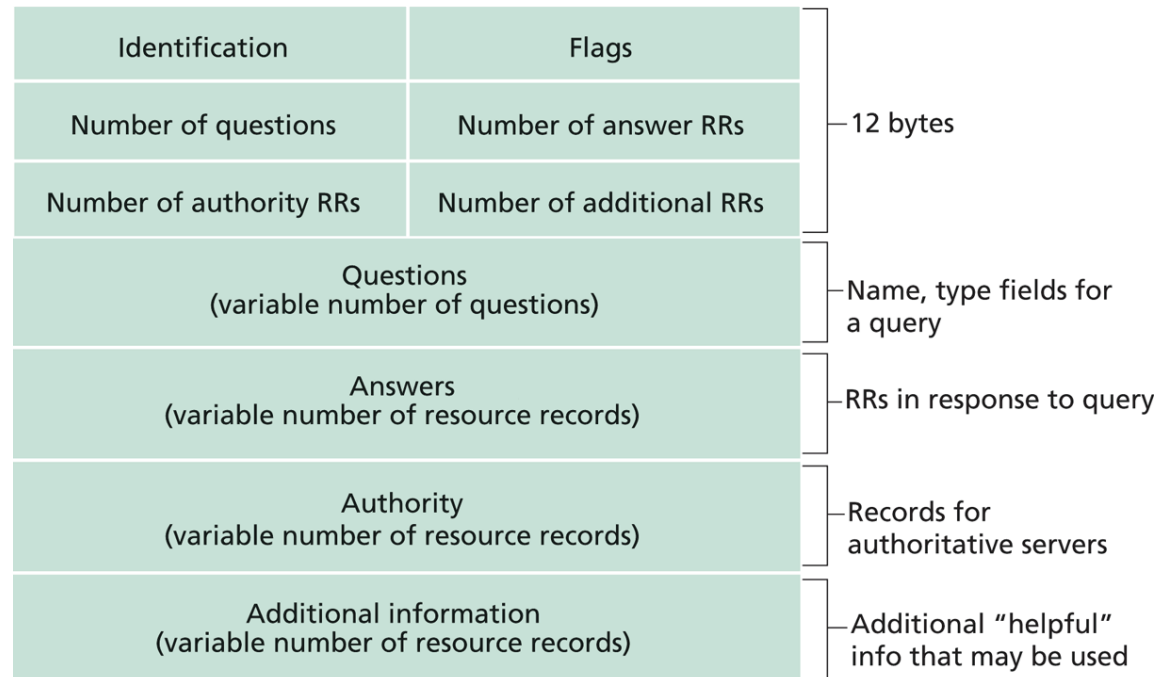 Identification
Flags
Number of questions
Number of answer RRs
12 bytes
Number of authority RRs
Number of additional RRs
Questions
(variable number of questions)
Name, type fields for
a query
Answers
(variable number of resource records)
RRs in response to query
Authority
(variable number of resource records)
Records for
authoritative servers
Additional information
(variable number of resource records)
Additional “helpful”
info that may be used